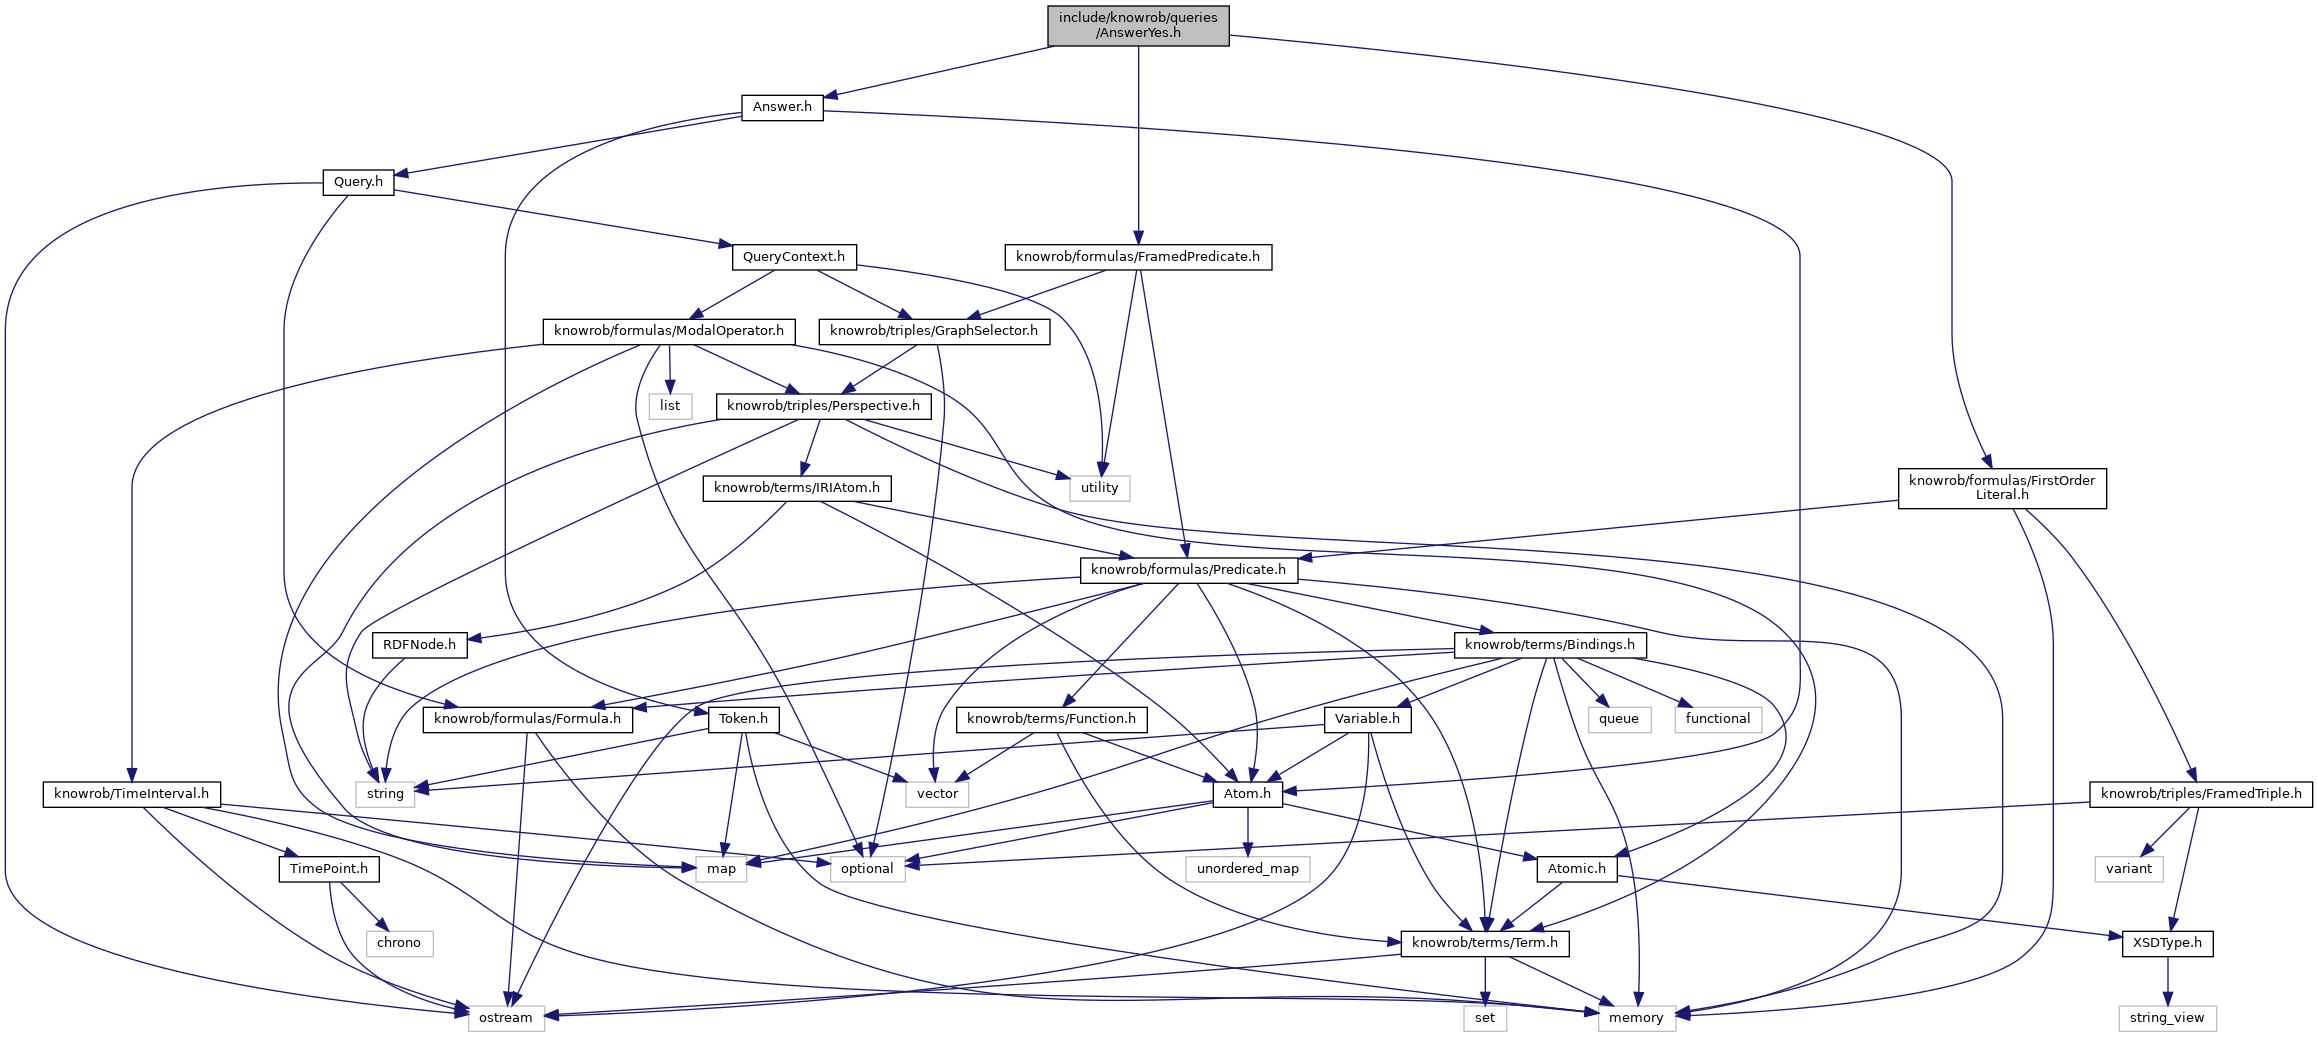 include/knowrob/queries
/AnswerYes.h
Answer.h
Query.h
QueryContext.h
knowrob/formulas/FramedPredicate.h
knowrob/formulas/ModalOperator.h
knowrob/triples/GraphSelector.h
list
knowrob/triples/Perspective.h
knowrob/terms/IRIAtom.h
utility
knowrob/formulas/FirstOrder
Literal.h
knowrob/formulas/Predicate.h
RDFNode.h
knowrob/terms/Bindings.h
knowrob/formulas/Formula.h
Token.h
knowrob/terms/Function.h
Variable.h
queue
functional
knowrob/TimeInterval.h
string
vector
Atom.h
knowrob/triples/FramedTriple.h
TimePoint.h
map
optional
unordered_map
Atomic.h
variant
chrono
knowrob/terms/Term.h
XSDType.h
ostream
set
memory
string_view